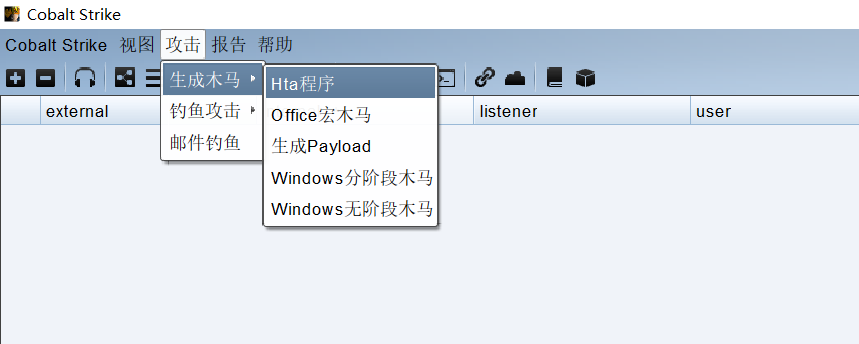 Cobalt Strike
Cobalt Strike 视图 攻击 报告 帮助
生成木马
钓鱼攻击
邮件钓鱼
Hta程序
Office宏木马
生成Payload
Windows分阶段木马
Windows无阶段木马
external listener user